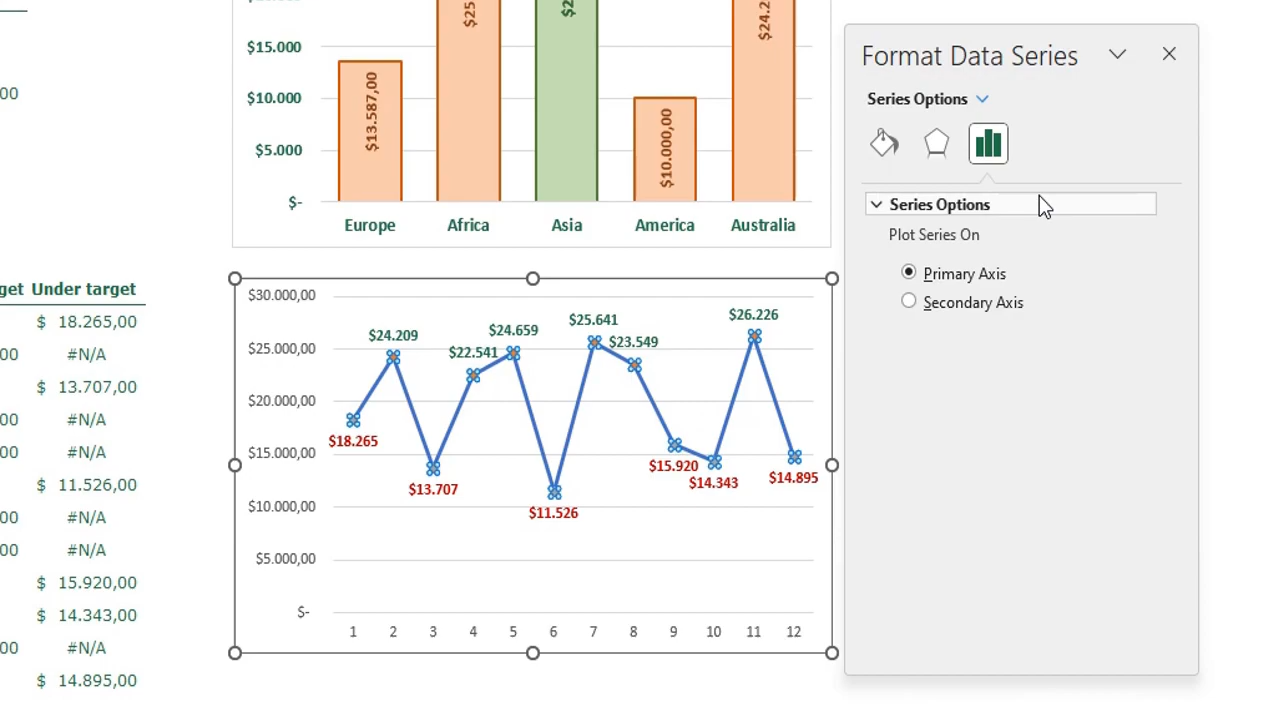 $15.000
$10.000
$5.000
$-
$25
$2
$24.2
$13.587,00
$10.000,00
Europe Africa Asia America Australia
00
get Under target
$ 18.265,00
00 #N/A
$ 13.707,00
00 #N/A
00 #N/A
$ 11.526,00
00 #N/A
00 #N/A
$ 15.920,00
$ 14.343,00
00 #N/A
$ 14.895,00
$30.000,00
$25.000,00
$20.000,00
$15.000,00
$10.000,00
$5.000,00
$-
$18.265
$24.209
$13.707
$22.541
$24.659
$11.526
$25.641
$23.549
$15.920
$14.343
$26.226
$14.895
1 2 3 4 5 6 7 8 9 10 11 12
Format Data Series
Series Options
Series Options
Plot Series On
Primary Axis
Secondary Axis